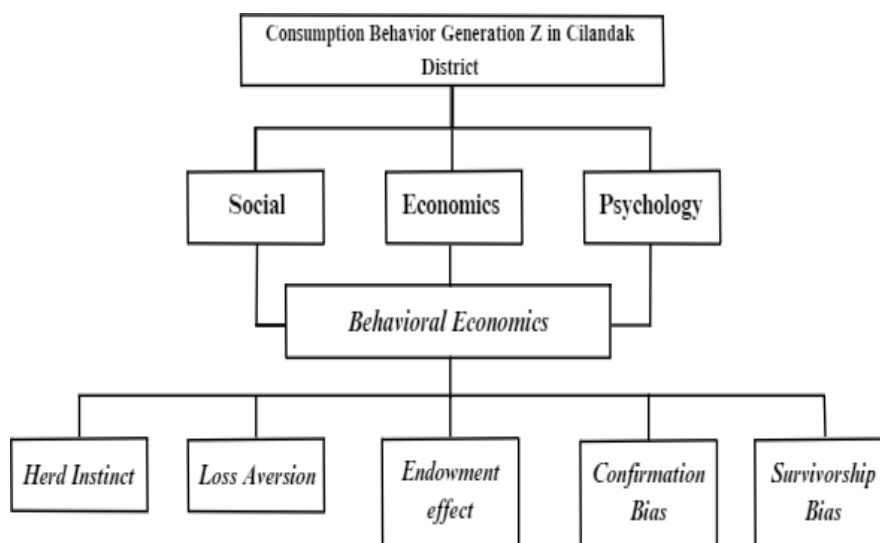 Consumption Behavior Generation Z in Cilandak
District
Social
Economics
Psychology
Behavioral Economics
Herd Instinct
Loss Aversion
Endowment
effect
Confirmation
Bias
Survivorship
Bias